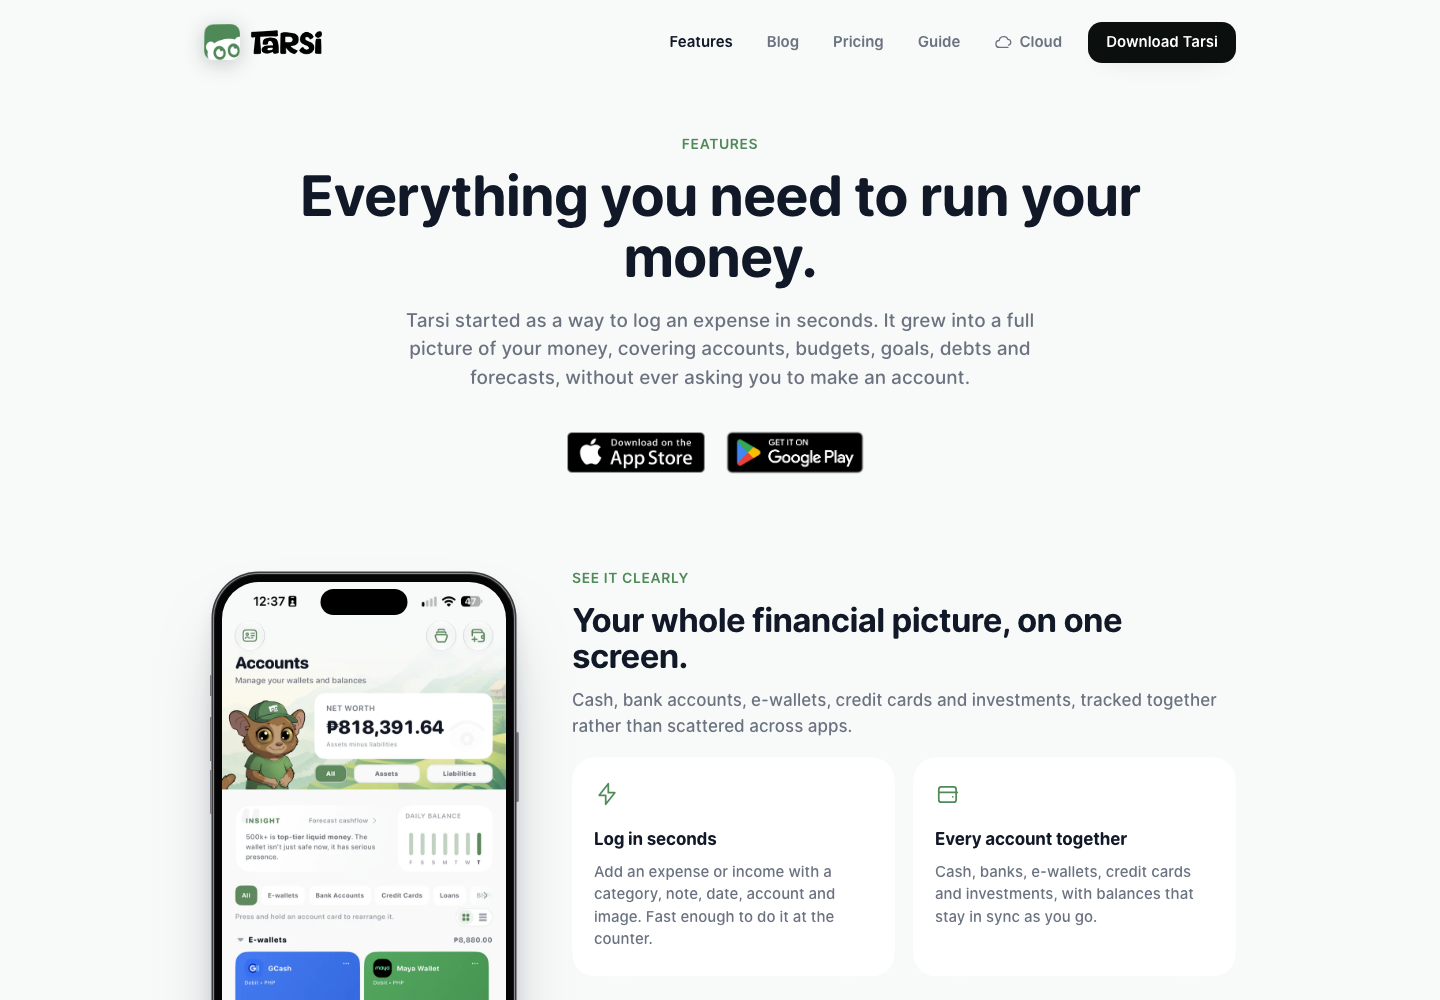 TaRSi
Features
Blog
Pricing
Guide
Cloud
Download Tarsi
FEATURES
Everything you need to run your
money.
Tarsi started as a way to log an expense in seconds. It grew into a full
picture of your money, covering accounts, budgets, goals, debts and
forecasts, without ever asking you to make an account.
Download on the
App Store
GET IT ON
Google Play
12:37
47
Accounts
Manage your wallets and balances
NET WORTH
₱818,391.64
Assets minus liabilities
All
Assets
Liabilities
INSIGHT
Forecast cashflow
500k+ is top-tier liquid money. The
wallet isn't just safe now, it has serious
presence.
DAILY BALANCE
F S S M T W T
All
E-wallets
Bank Accounts
Credit Cards
Loans
Press and hold an account card to rearrange it.
E-wallets
₱8,880.00
GCash
Debit • PHP
maya
Maya Wallet
Debit • PHP
SEE IT CLEARLY
Your whole financial picture, on one
screen.
Cash, bank accounts, e-wallets, credit cards and investments, tracked together
rather than scattered across apps.
Log in seconds
Add an expense or income with a
category, note, date, account and
image. Fast enough to do it at the
counter.
Every account together
Cash, banks, e-wallets, credit cards
and investments, with balances that
stay in sync as you go.